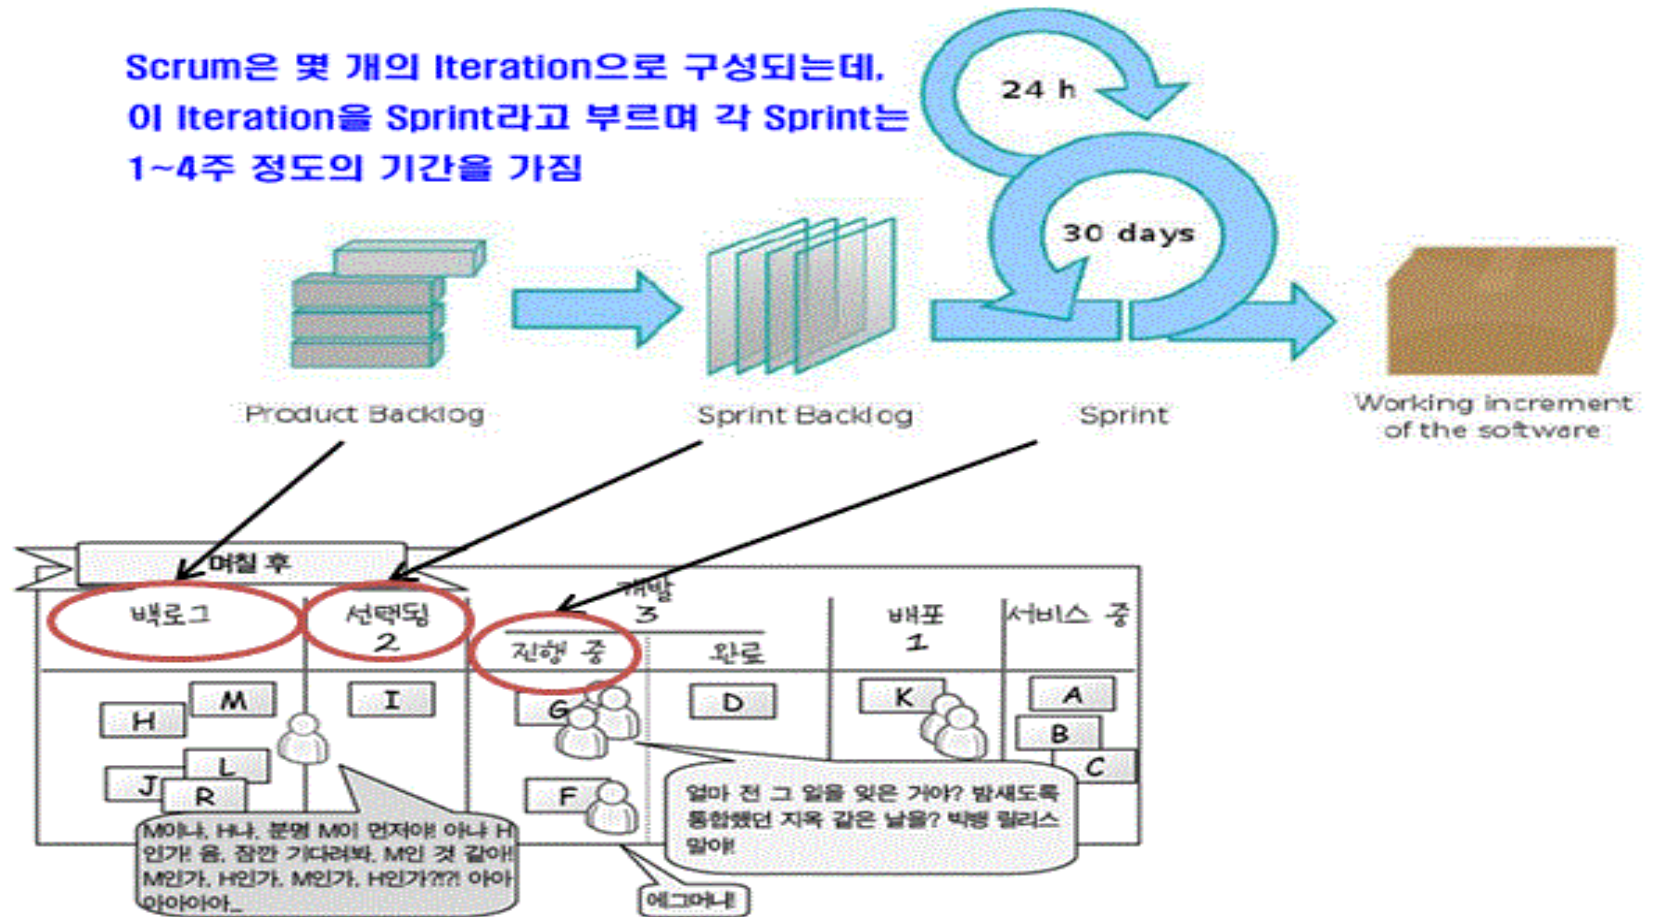 Scrum은 몇 개의 Iteration으로 구성되는데,
이 Iteration을 Sprint라고 부르며 각 Sprint는
1~4주 정도의 기간을 가짐
24 h
30 days
Product Backlog
Sprint Backlog
Sprint
Working increment
of the software
며칠 후
백로그
선택됨
2
개발
3
진행 중
완료
배포
1
서비스 중
M
H
J
L
R
I
G
F
D
K
A
B
C
M이냐, H냐, 분명 M이 먼저야! 아냐 H
인가! 음, 잠깐 기다려봐, M인 것 같아!
M인가, H인가, M인가, H인가?!?! 아아
아아아아...
얼마 전 그 일을 잊은 거야? 밤새도록
통합했던 지옥 같은 날을? 빅뱅 릴리스
말야!
에그머니!